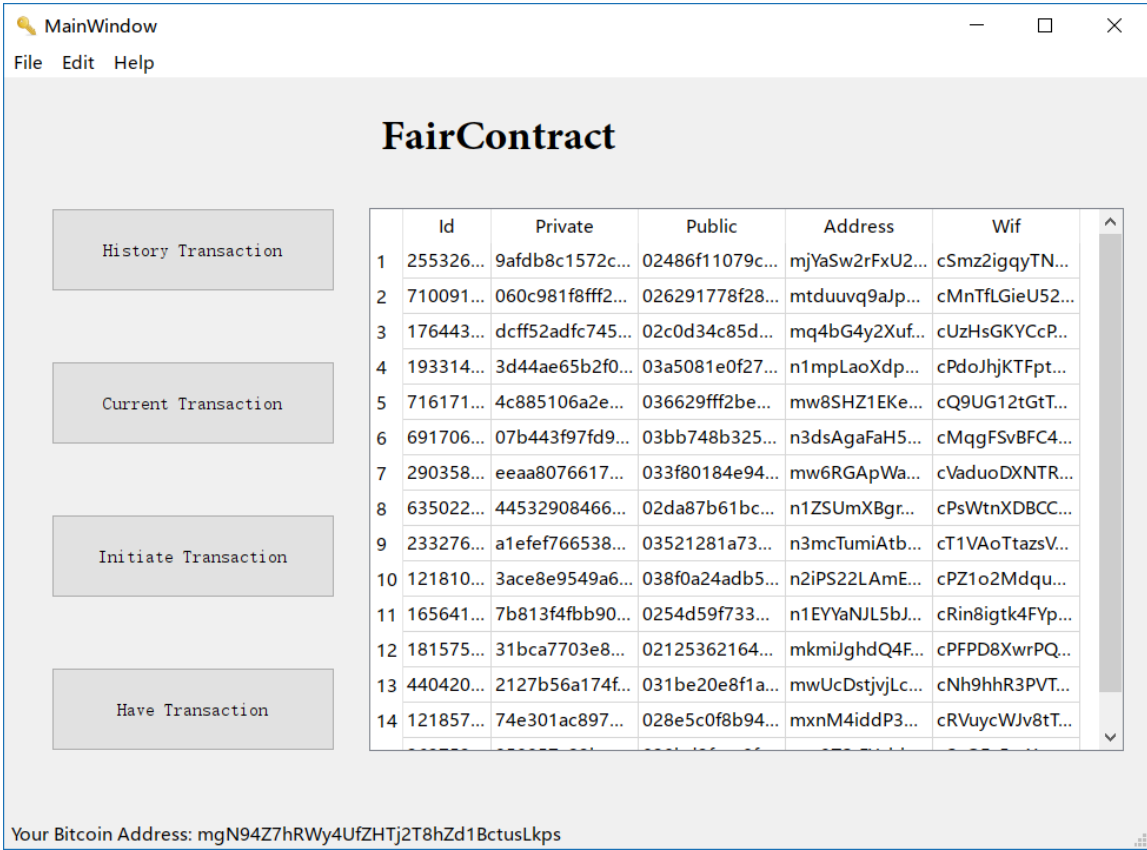 MainWindow
File Edit Help
FairContract
History Transaction
Current Transaction
Initiate Transaction
Have Transaction
Id Private Public Address Wif
1 255326... 9afdb8c1572c... 02486f11079c... mjYaSw2rFxU2... cSmz2igqyTN...
2 710091... 060c981f8fff2... 026291778f28... mtduuvq9aJp... cMnTfLGieU52...
3 176443... dcff52adfc745... 02c0d34c85d... mq4bG4y2Xuf... cUzHsGKYCcP...
4 193314... 3d44ae65b2f0... 03a5081e0f27... n1mpLaoXdp... cPdoJhjKTFpt...
5 716171... 4c885106a2e... 036629fff2be... mw8SHZ1EKe... cQ9UG12tGtT...
6 691706... 07b443f97fd9... 03bb748b325... n3dsAgaFaH5... cMqgFSvBFC4...
7 290358... eeaa8076617... 033f80184e94... mw6RGApWa... cVaduoDXNTR...
8 635022... 44532908466... 02da87b61bc... n1ZSUmXBgr... cPsWtnXDBCC...
9 233276... a1efef766538... 03521281a73... n3mcTumiAtb... cT1VAoTtazsV...
10 121810... 3ace8e9549a6... 038f0a24adb5... n2iPS22LAmE... cPZ1o2Mdqu...
11 165641... 7b813f4fbb90... 0254d59f733... n1EYYaNJL5bJ... cRin8igtk4FYp...
12 181575... 31bca7703e8... 02125362164... mkmiJghdQ4F... cPFPD8XwrPQ...
13 440420... 2127b56a174f... 031be20e8f1a... mwUcDstjvjLc... cNh9hhR3PVT...
14 121857... 74e301ac897... 028e5c0f8b94... mxnM4iddP3... cRVuycWJv8tT...
Your Bitcoin Address: mgN94Z7hRWy4UfZHTj2T8hZd1BctusLkps